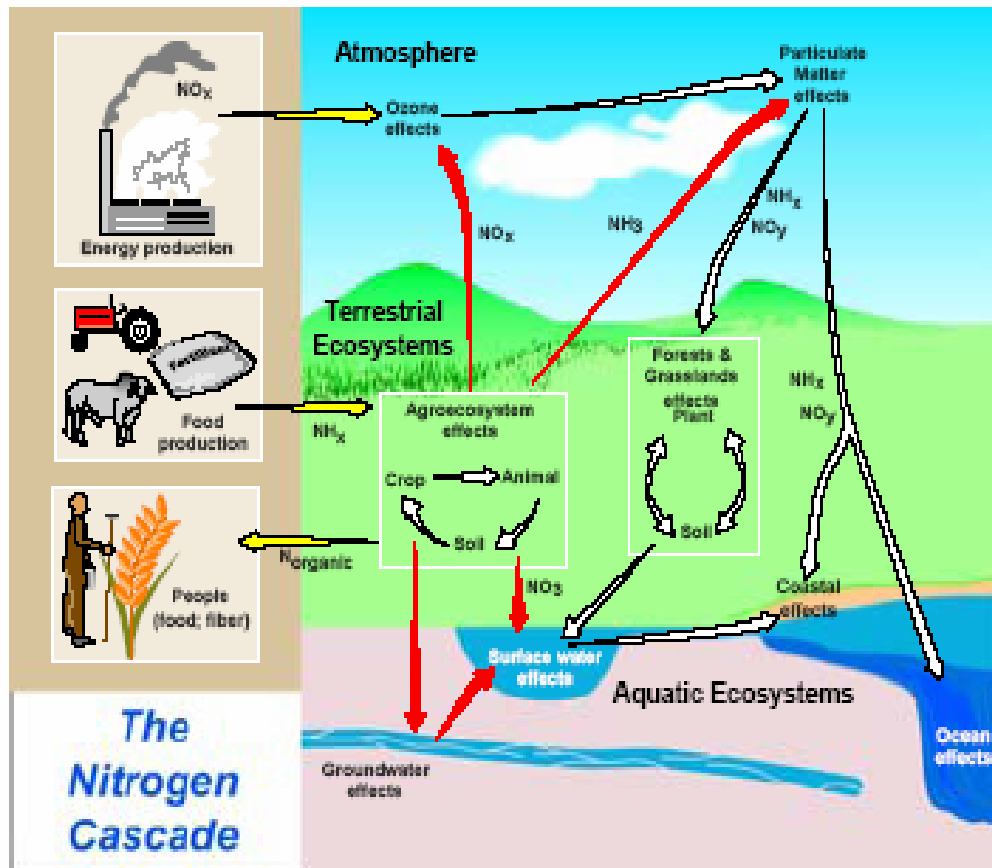 NOx
Energy production
Fertilizer
Food
production
People
(food; fiber)
The
Nitrogen
Cascade
Atmosphere
Ozone
effects
Particulate
Matter
effects
NOx
NH3
NHx
NOy
Terrestrial
Ecosystems
NHx
Agroecosystem
effects
Crop
Animal
Soil
Norganic
Forests &
Grasslands
effects
Plant
Soil
NHx
NOy
NO3
Coastal
effects
Surface water
effects
Aquatic Ecosystems
Groundwater
effects
Ocean
effects